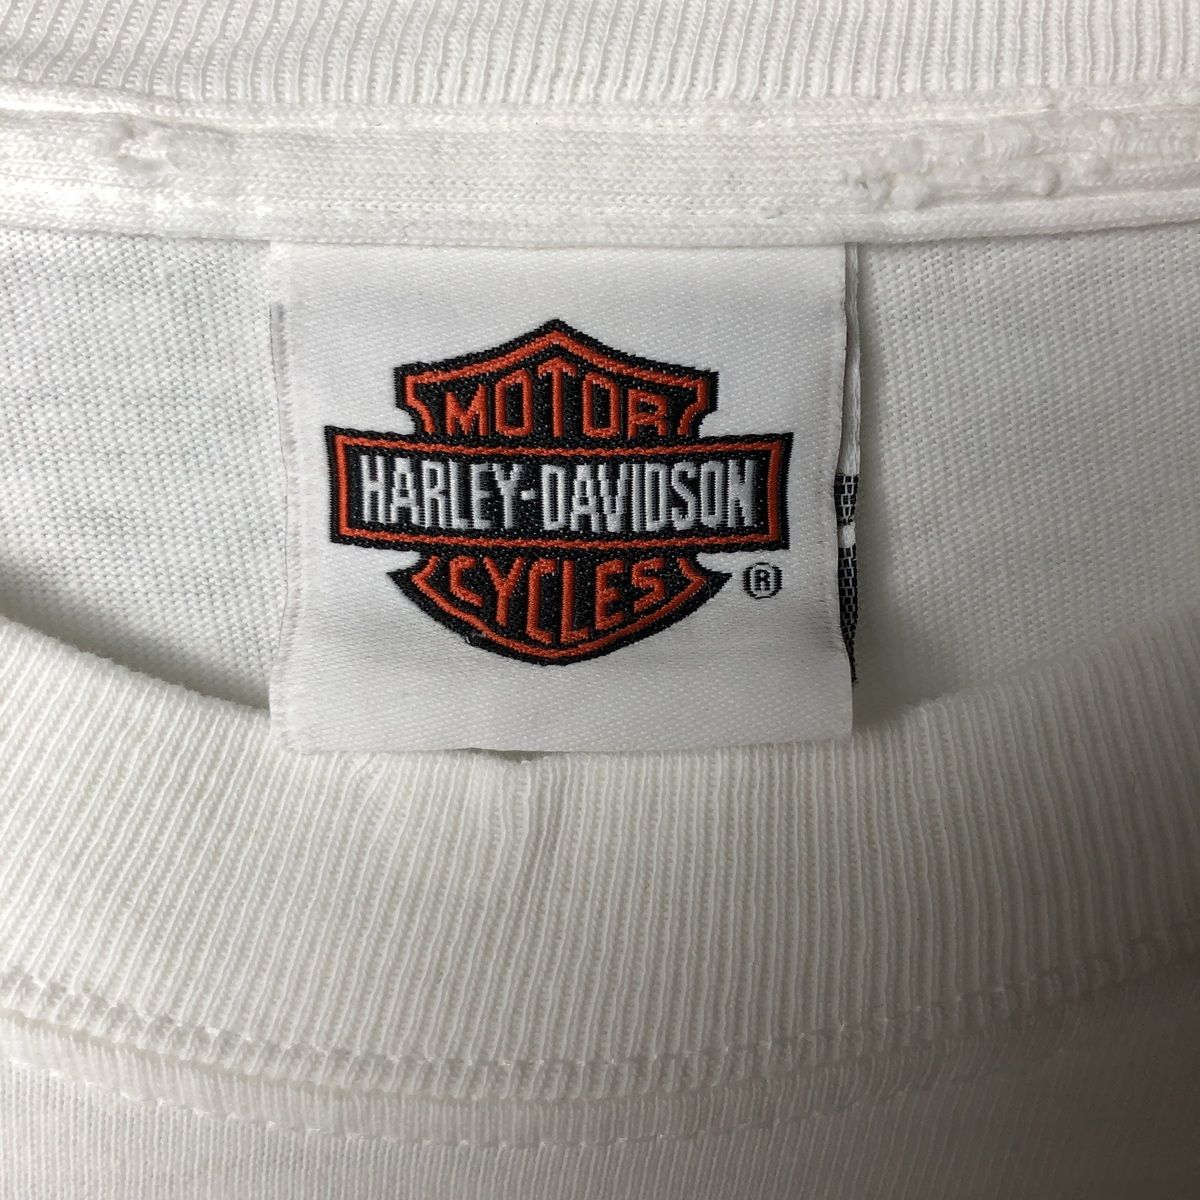 MOTOR
HARLEY-DAVIDSON
CYCLES
®